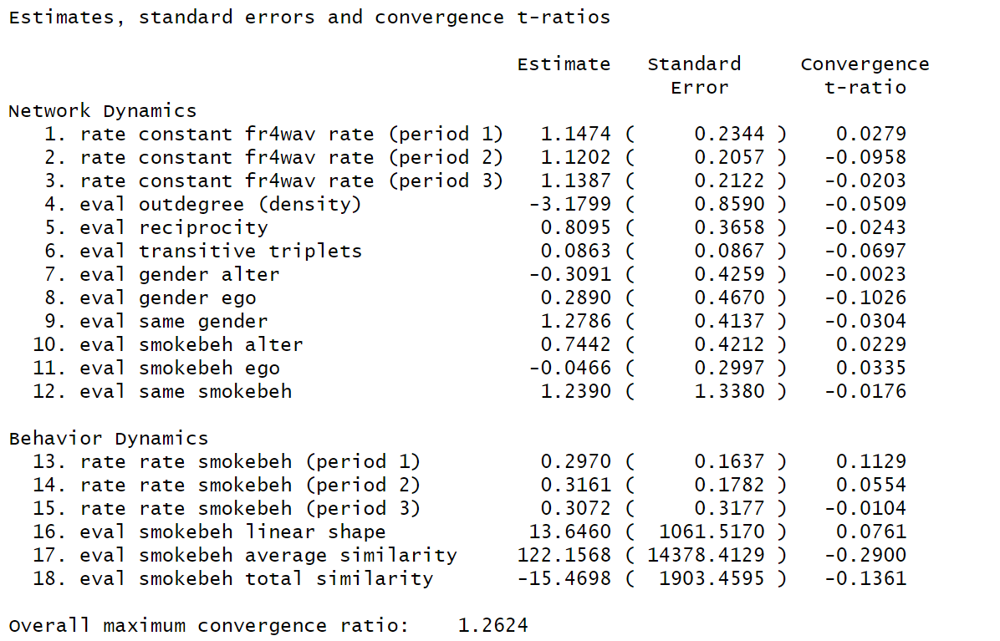 Estimates, standard errors and convergence t-ratios
Estimate Standard Convergence
Error t-ratio
Network Dynamics
1. rate constant fr4wav rate (period 1) 1.1474 ( 0.2344 ) 0.0279
2. rate constant fr4wav rate (period 2) 1.1202 ( 0.2057 ) -0.0958
3. rate constant fr4wav rate (period 3) 1.1387 ( 0.2122 ) -0.0203
4. eval outdegree (density) -3.1799 ( 0.8590 ) -0.0509
5. eval reciprocity 0.8095 ( 0.3658 ) -0.0243
6. eval transitive triplets 0.0863 ( 0.0867 ) -0.0697
7. eval gender alter -0.3091 ( 0.4259 ) -0.0023
8. eval gender ego 0.2890 ( 0.4670 ) -0.1026
9. eval same gender 1.2786 ( 0.4137 ) -0.0304
10. eval smokebeh alter 0.7442 ( 0.4212 ) 0.0229
11. eval smokebeh ego -0.0466 ( 0.2997 ) 0.0335
12. eval same smokebeh 1.2390 ( 1.3380 ) -0.0176
Behavior Dynamics
13. rate rate smokebeh (period 1) 0.2970 ( 0.1637 ) 0.1129
14. rate rate smokebeh (period 2) 0.3161 ( 0.1782 ) 0.0554
15. rate rate smokebeh (period 3) 0.3072 ( 0.3177 ) -0.0104
16. eval smokebeh linear shape 13.6460 ( 1061.5170 ) 0.0761
17. eval smokebeh average similarity 122.1568 ( 14378.4129 ) -0.2900
18. eval smokebeh total similarity -15.4698 ( 1903.4595 ) -0.1361
Overall maximum convergence ratio: 1.2624